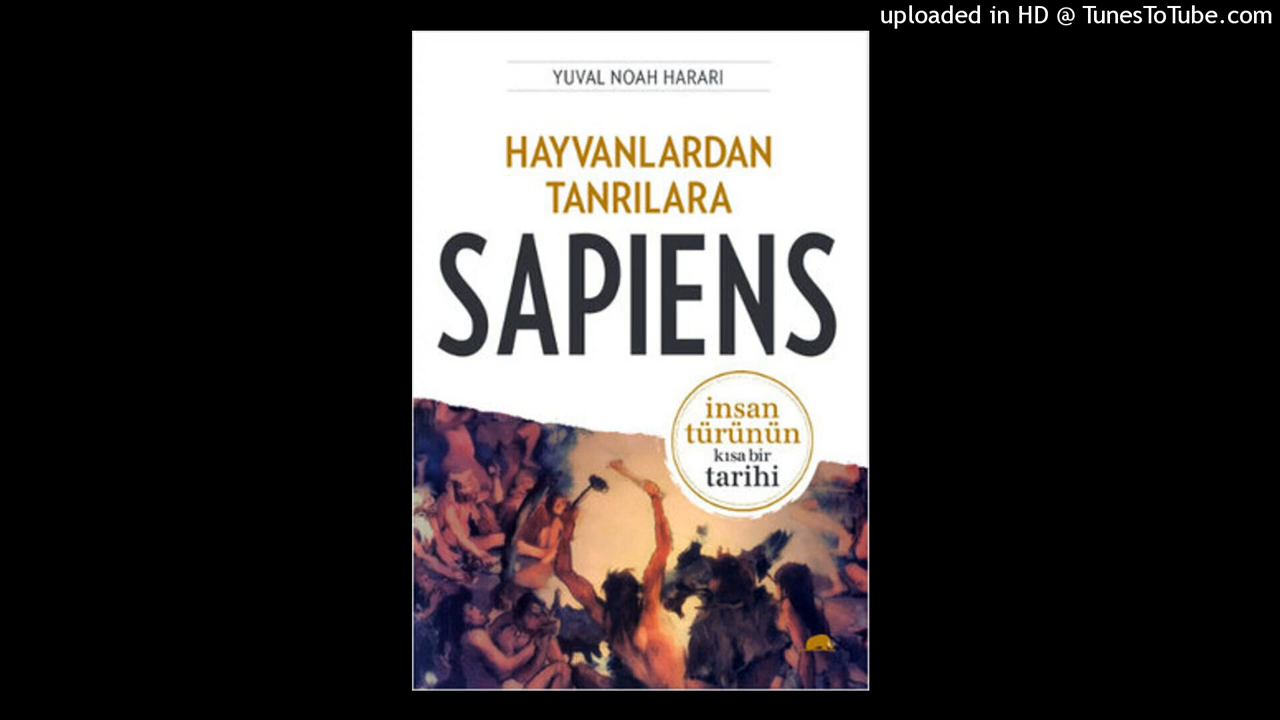 uploaded in HD @ TunesToTube.com
YUVAL NOAH HARARI
HAYVANLARDAN
TANRILARA
SAPIENS
insan
türünün
kısa bir
tarihi